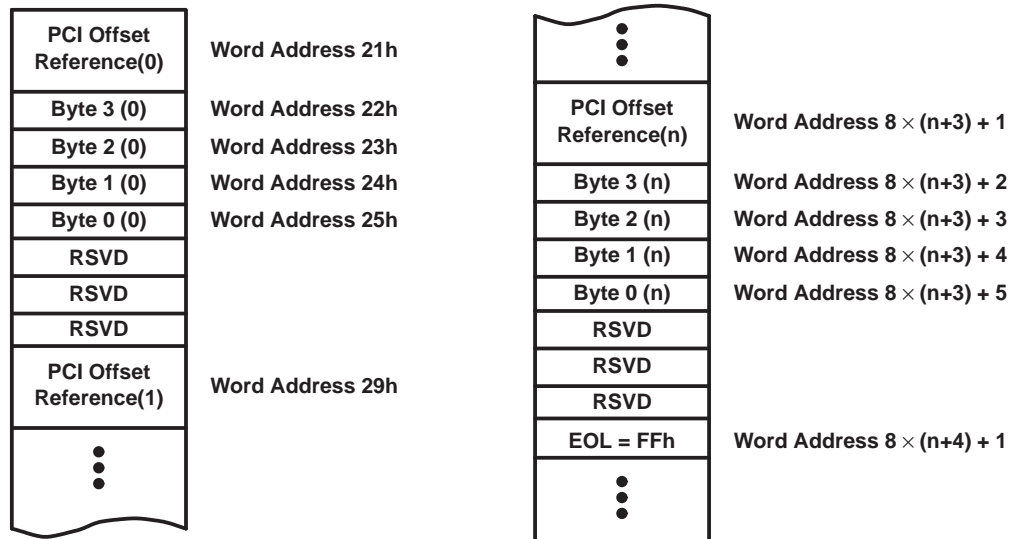 PCI Offset
Reference(0)
Word Address 21h
Byte 3 (0)
Word Address 22h
Byte 2 (0)
Word Address 23h
Byte 1 (0)
Word Address 24h
Byte 0 (0)
Word Address 25h
RSVD
RSVD
RSVD
PCI Offset
Reference(1)
Word Address 29h
PCI Offset
Reference(n)
Word Address 8 × (n+3) + 1
Byte 3 (n)
Word Address 8 × (n+3) + 2
Byte 2 (n)
Word Address 8 × (n+3) + 3
Byte 1 (n)
Word Address 8 × (n+3) + 4
Byte 0 (n)
Word Address 8 × (n+3) + 5
RSVD
RSVD
RSVD
EOL = FFh
Word Address 8 × (n+4) + 1